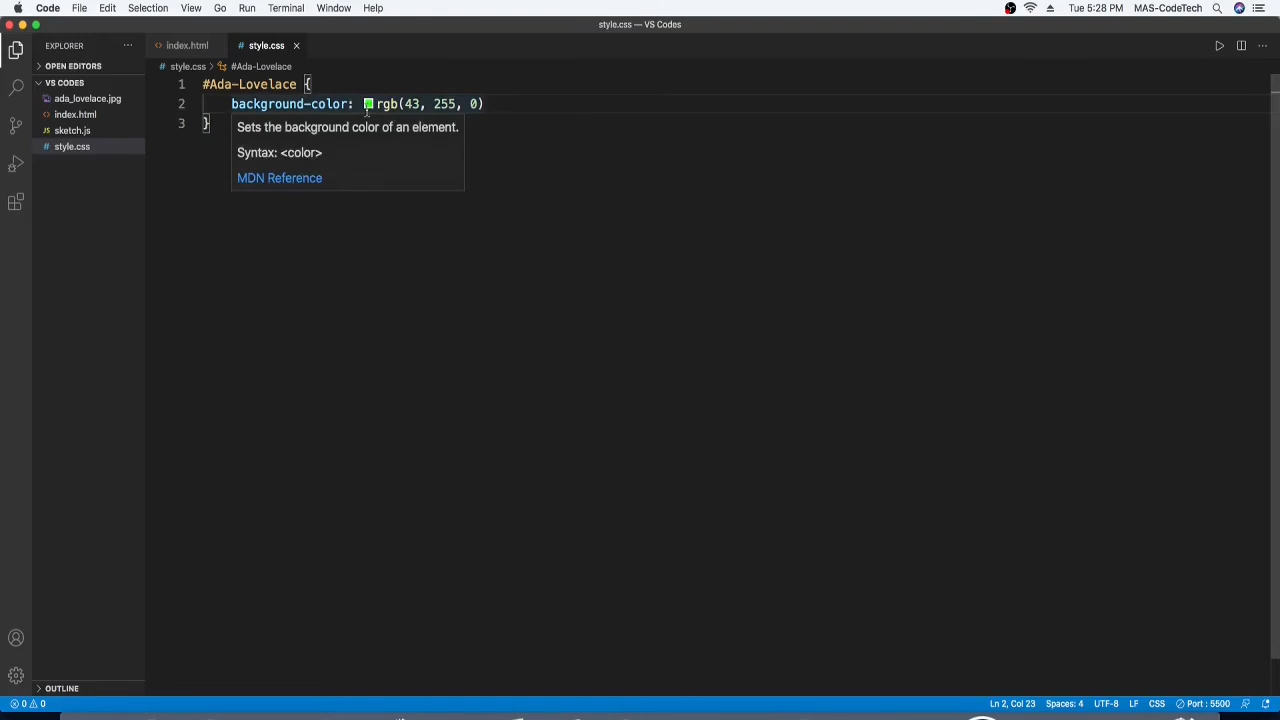 Code File Edit Selection View Go Run Terminal Window Help Tue 5:28 PM MAS-CodeTech
style.css — VS Codes
EXPLORER
OPEN EDITORS
VS CODES
ada_lovelace.jpg
index.html
sketch.js
style.css
OUTLINE
index.html style.css
style.css > #Ada-Lovelace
1 #Ada-Lovelace {
2 background-color: rgb(43, 255, 0)
3 }
Sets the background color of an element.
Syntax: <color>
MDN Reference
0 0 Ln 2, Col 23 Spaces: 4 UTF-8 LF CSS Port : 5500